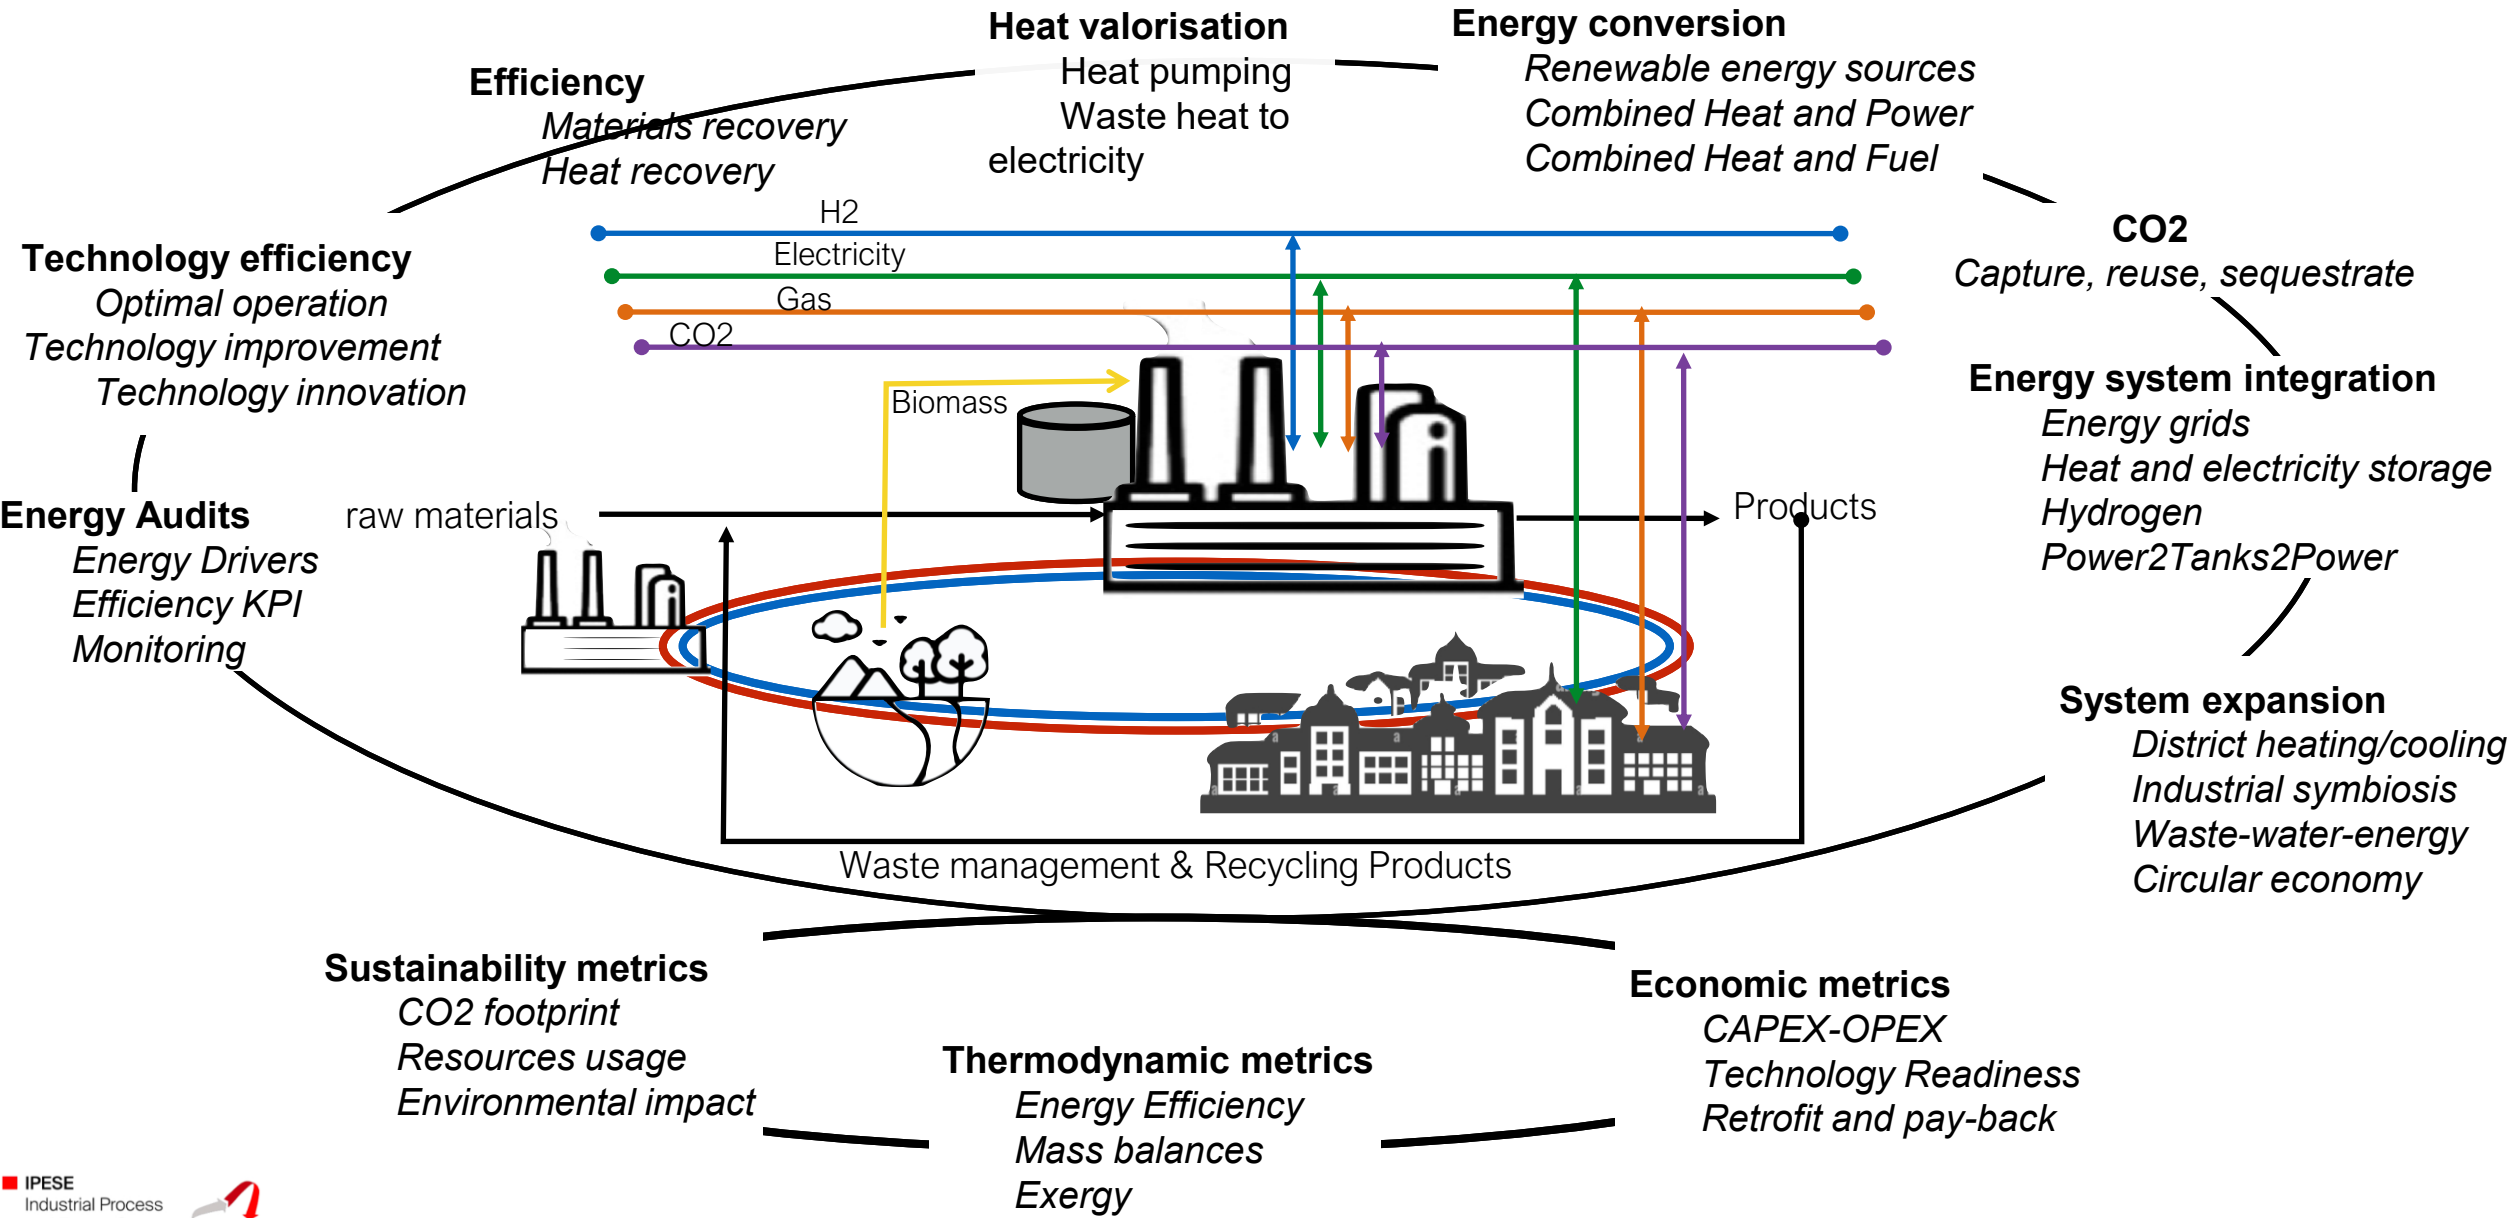 Heat valorisation
Heat pumping
Waste heat to
electricity
Energy conversion
Renewable energy sources
Combined Heat and Power
Combined Heat and Fuel
Efficiency
Materials recovery
Heat recovery
Technology efficiency
Optimal operation
Technology improvement
Technology innovation
CO2
Capture, reuse, sequestrate
H2
Electricity
Gas
CO2
Biomass
Energy system integration
Energy grids
Heat and electricity storage
Hydrogen
Power2Tanks2Power
Energy Audits
Energy Drivers
Efficiency KPI
Monitoring
raw materials
Products
System expansion
District heating/cooling
Industrial symbiosis
Waste-water-energy
Circular economy
Waste management & Recycling Products
Sustainability metrics
CO2 footprint
Resources usage
Environmental impact
Thermodynamic metrics
Energy Efficiency
Mass balances
Exergy
Economic metrics
CAPEX-OPEX
Technology Readiness
Retrofit and pay-back
IPESE
Industrial Process